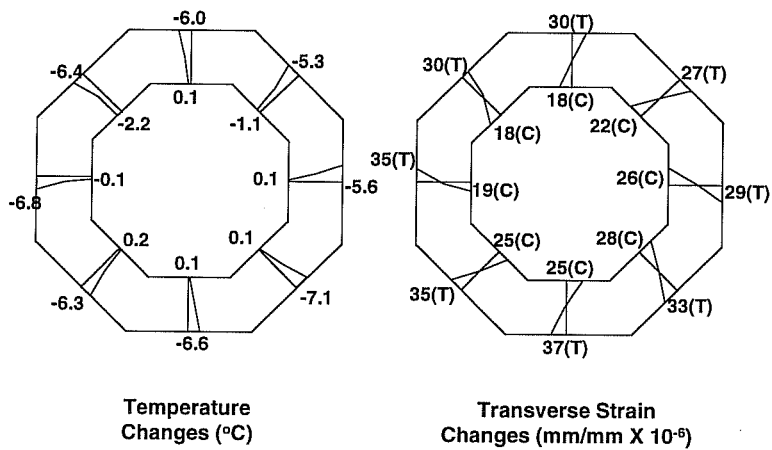 -6.0
-6.4
-5.3
0.1
-2.2
-1.1
-0.1
0.1
-6.8
-5.6
0.2
0.1
0.1
-6.3
-7.1
-6.6
Temperature
Changes (ºC)
30(T)
30(T)
27(T)
18(C)
18(C)
22(C)
35(T)
26(C)
19(C)
29(T)
25(C)
28(C)
25(C)
35(T)
33(T)
37(T)
Transverse Strain
Changes (mm/mm X 10⁻⁶)